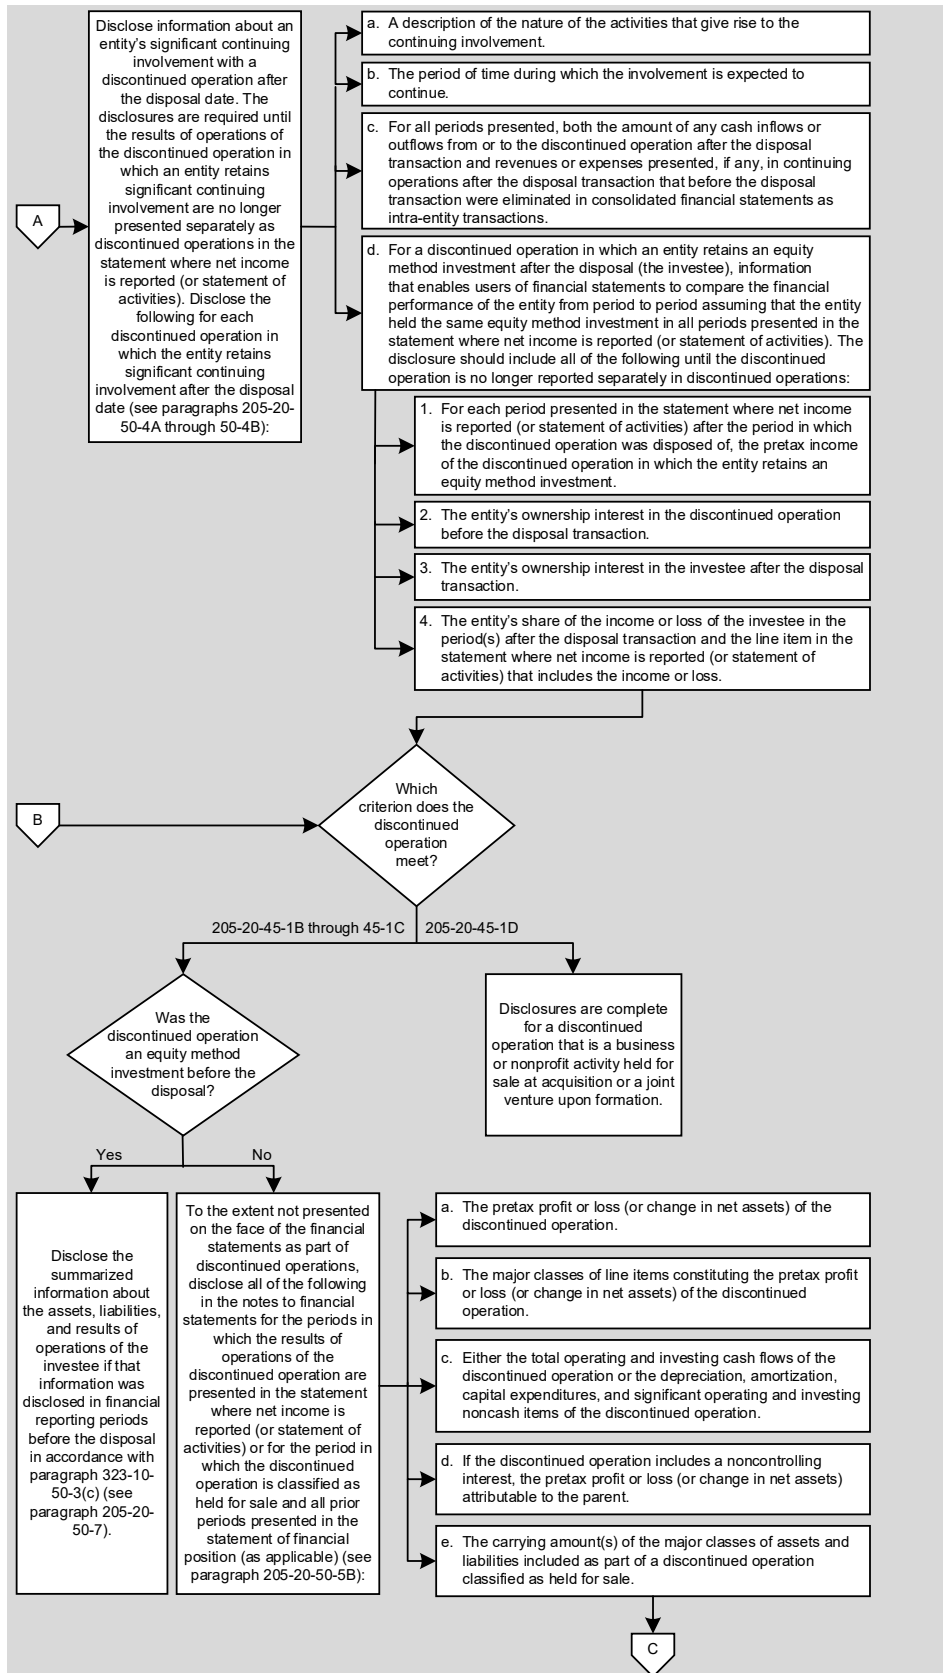 A
Disclose information about an
entity's significant continuing
involvement with a
discontinued operation after
the disposal date. The
disclosures are required until
the results of operations of
the discontinued operation in
which an entity retains
significant continuing
involvement are no longer
presented separately as
discontinued operations in the
statement where net income
is reported (or statement of
activities). Disclose the
following for each
discontinued operation in
which the entity retains
significant continuing
involvement after the disposal
date (see paragraphs 205-20-
50-4A through 50-4B):
a. A description of the nature of the activities that give rise to the
continuing involvement.
b. The period of time during which the involvement is expected to
continue.
c. For all periods presented, both the amount of any cash inflows or
outflows from or to the discontinued operation after the disposal
transaction and revenues or expenses presented, if any, in continuing
operations after the disposal transaction that before the disposal
transaction were eliminated in consolidated financial statements as
intra-entity transactions.
d. For a discontinued operation in which an entity retains an equity
method investment after the disposal (the investee), information
that enables users of financial statements to compare the financial
performance of the entity from period to period assuming that the entity
held the same equity method investment in all periods presented in the
statement where net income is reported (or statement of activities). The
disclosure should include all of the following until the discontinued
operation is no longer reported separately in discontinued operations:
1. For each period presented in the statement where net income
is reported (or statement of activities) after the period in which
the discontinued operation was disposed of, the pretax income
of the discontinued operation in which the entity retains an
equity method investment.
2. The entity's ownership interest in the discontinued operation
before the disposal transaction.
3. The entity's ownership interest in the investee after the disposal
transaction.
4. The entity's share of the income or loss of the investee in the
period(s) after the disposal transaction and the line item in the
statement where net income is reported (or statement of
activities) that includes the income or loss.
B
Which
criterion does the
discontinued
operation
meet?
205-20-45-1B through 45-1C
205-20-45-1D
Was the
discontinued operation
an equity method
investment before the
disposal?
Disclosures are complete
for a discontinued
operation that is a business
or nonprofit activity held for
sale at acquisition or a joint
venture upon formation.
Yes
No
Disclose the
summarized
information about
the assets, liabilities,
and results of
operations of the
investee if that
information was
disclosed in financial
reporting periods
before the disposal
in accordance with
paragraph 323-10-
50-3(c) (see
paragraph 205-20-
50-7).
To the extent not presented
on the face of the financial
statements as part of
discontinued operations,
disclose all of the following
in the notes to financial
statements for the periods in
which the results of
operations of the
discontinued operation are
presented in the statement
where net income is
reported (or statement of
activities) or for the period in
which the discontinued
operation is classified as
held for sale and all prior
periods presented in the
statement of financial
position (as applicable) (see
paragraph 205-20-50-5B):
a. The pretax profit or loss (or change in net assets) of the
discontinued operation.
b. The major classes of line items constituting the pretax profit
or loss (or change in net assets) of the discontinued
operation.
c. Either the total operating and investing cash flows of the
discontinued operation or the depreciation, amortization,
capital expenditures, and significant operating and investing
noncash items of the discontinued operation.
d. If the discontinued operation includes a noncontrolling
interest, the pretax profit or loss (or change in net assets)
attributable to the parent.
e. The carrying amount(s) of the major classes of assets and
liabilities included as part of a discontinued operation
classified as held for sale.
C